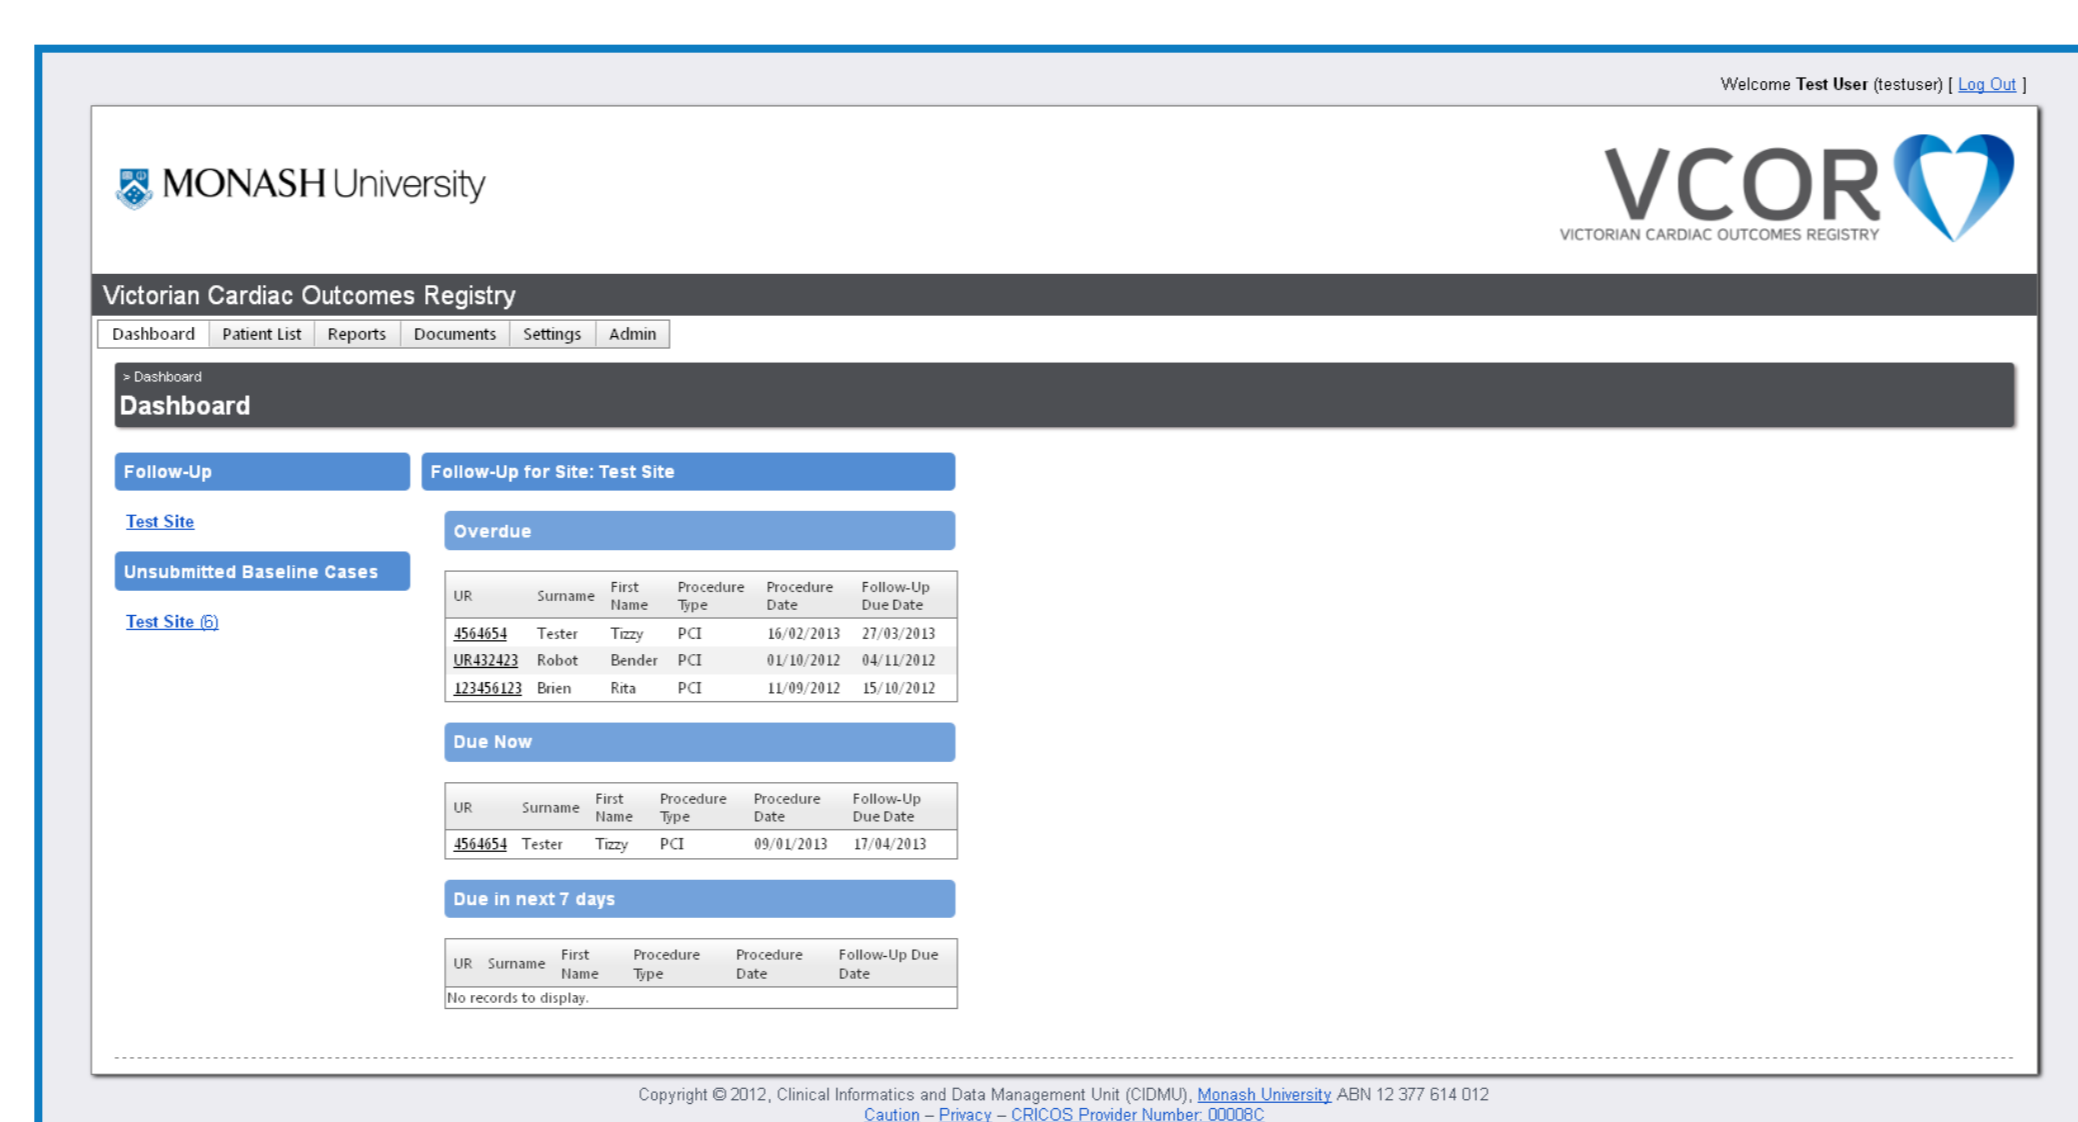 Welcome Test User (testuser) [ Log Out ]
MONASH University
VCOR
VICTORIAN CARDIAC OUTCOMES REGISTRY
Victorian Cardiac Outcomes Registry
Dashboard Patient List Reports Documents Settings Admin
> Dashboard
Dashboard
Follow-Up
Test Site
Unsubmitted Baseline Cases
Test Site (6)
Follow-Up for Site: Test Site
Overdue
UR Surname First Name Procedure Type Procedure Date Follow-Up Due Date
4564654 Tester Tizzy PCI 16/02/2013 27/03/2013
UR432423 Robot Bender PCI 01/10/2012 04/11/2012
123456123 Brien Rita PCI 11/09/2012 15/10/2012
Due Now
UR Surname First Name Procedure Type Procedure Date Follow-Up Due Date
4564654 Tester Tizzy PCI 09/01/2013 17/04/2013
Due in next 7 days
UR Surname First Name Procedure Type Procedure Date Follow-Up Due Date
No records to display.
Copyright © 2012, Clinical Informatics and Data Management Unit (CIDMU), Monash University ABN 12 377 614 012
Caution – Privacy – CRICOS Provider Number: 00008C